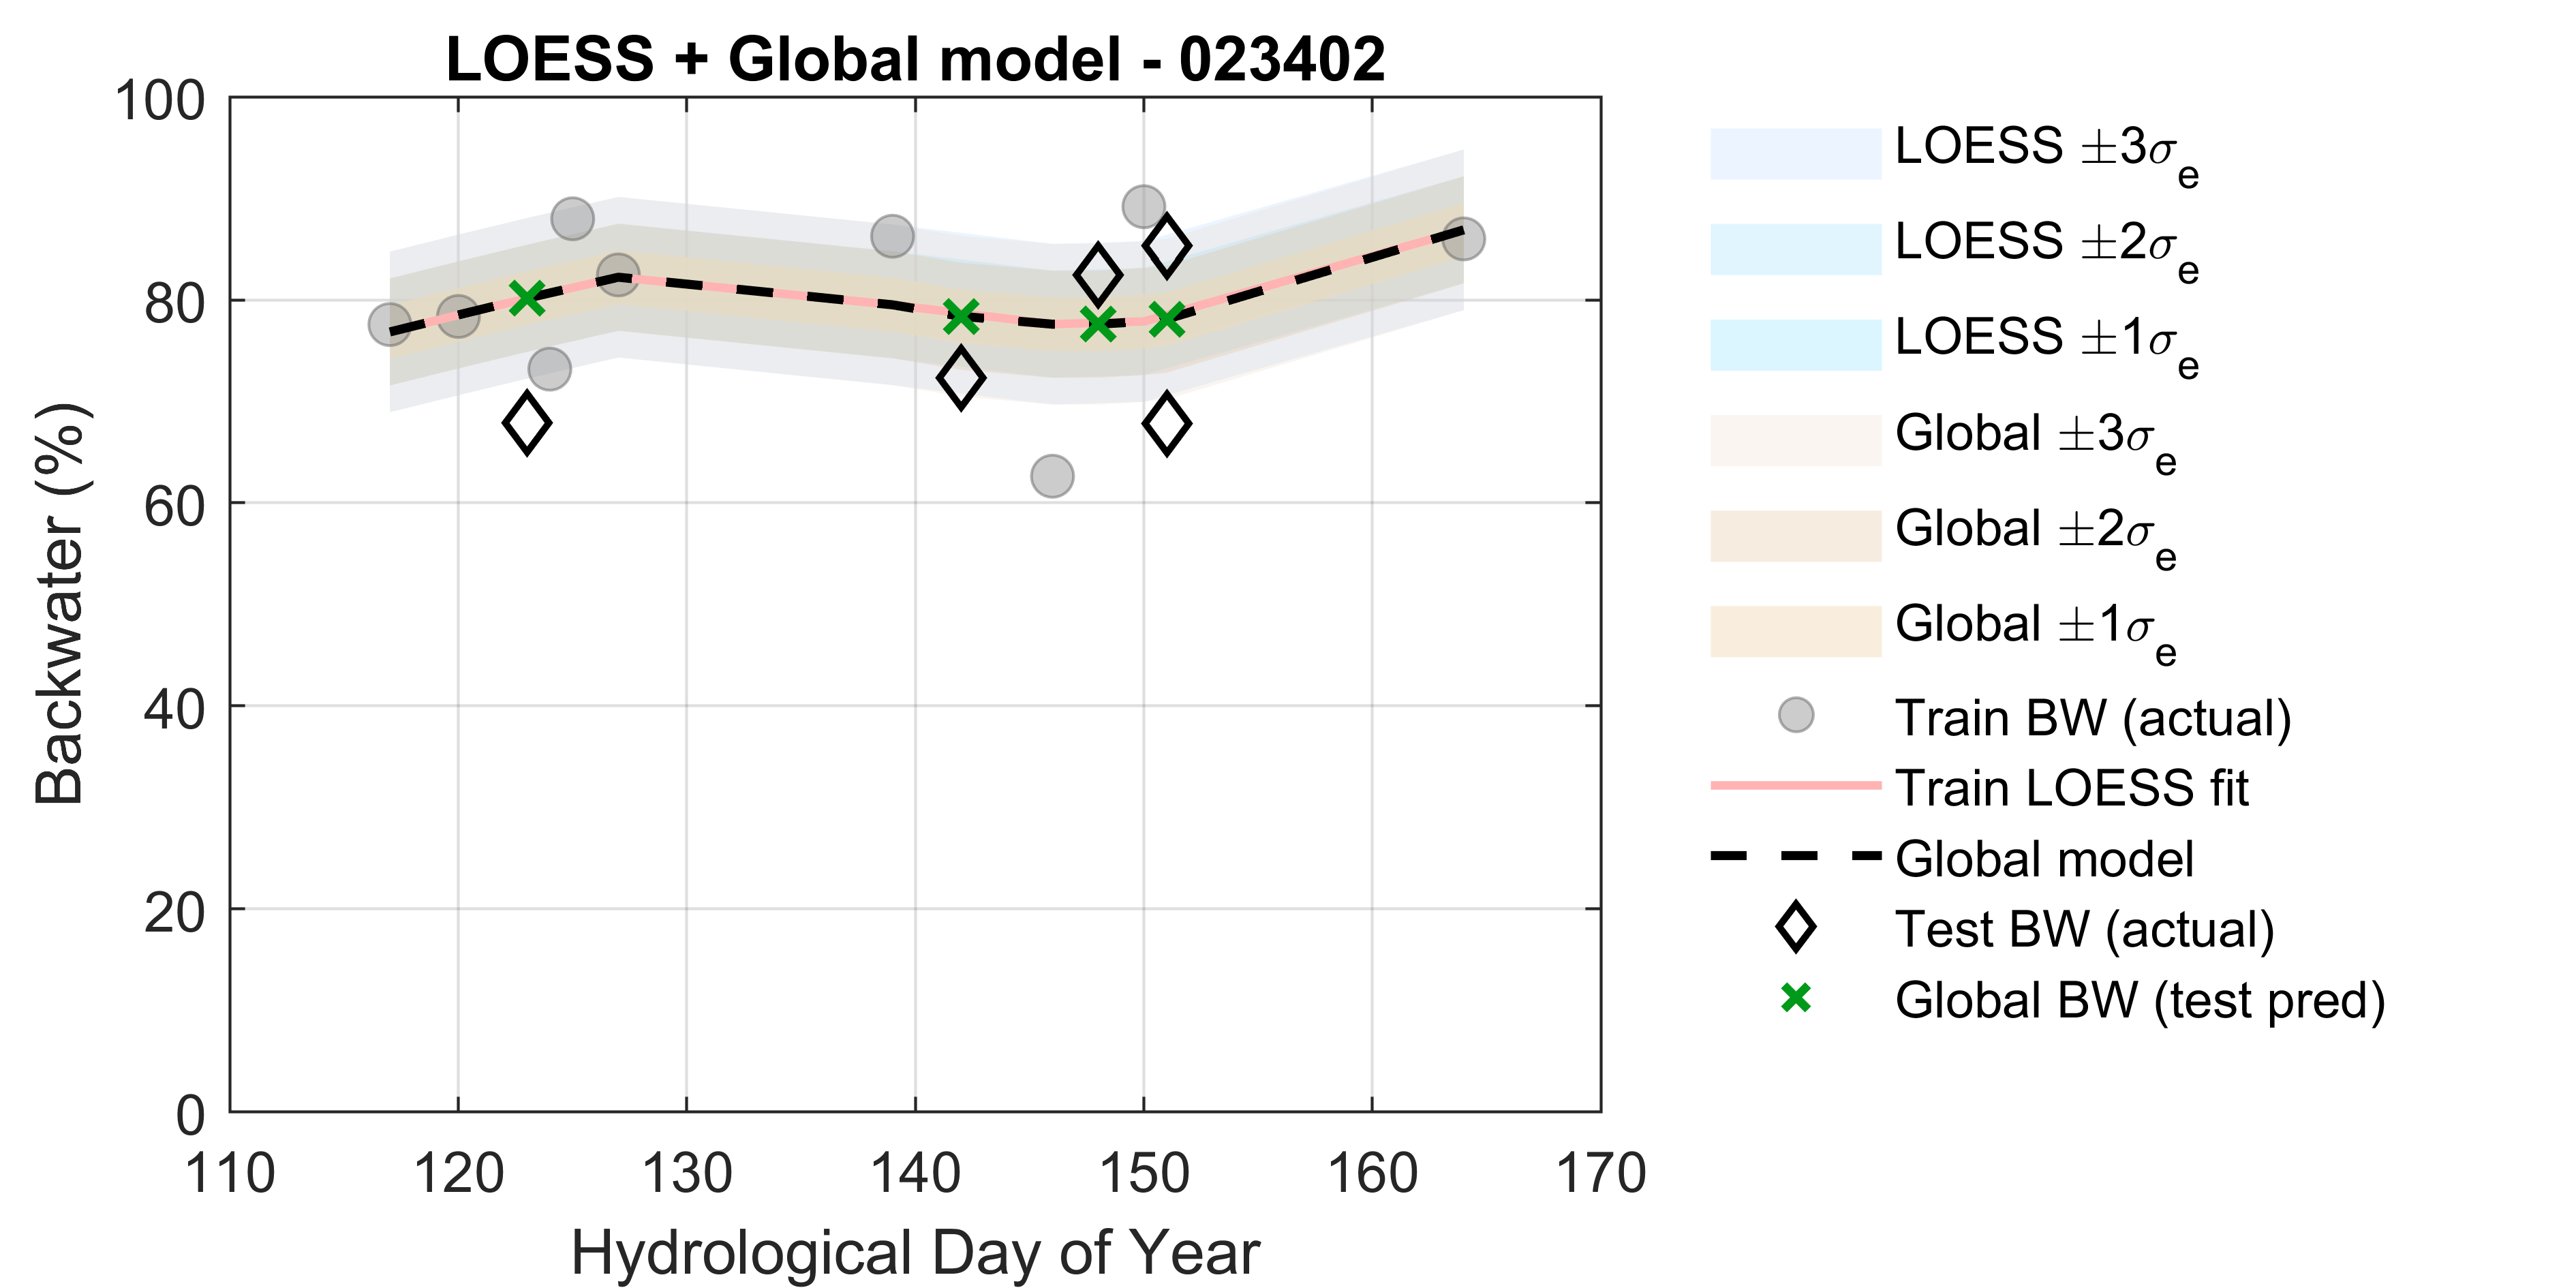 LOESS + Global model - 023402
100
80
60
40
20
0
Backwater (%)
110 120 130 140 150 160 170
Hydrological Day of Year
LOESS ±3σe
LOESS ±2σe
LOESS ±1σe
Global ±3σe
Global ±2σe
Global ±1σe
Train BW (actual)
Train LOESS fit
Global model
Test BW (actual)
Global BW (test pred)